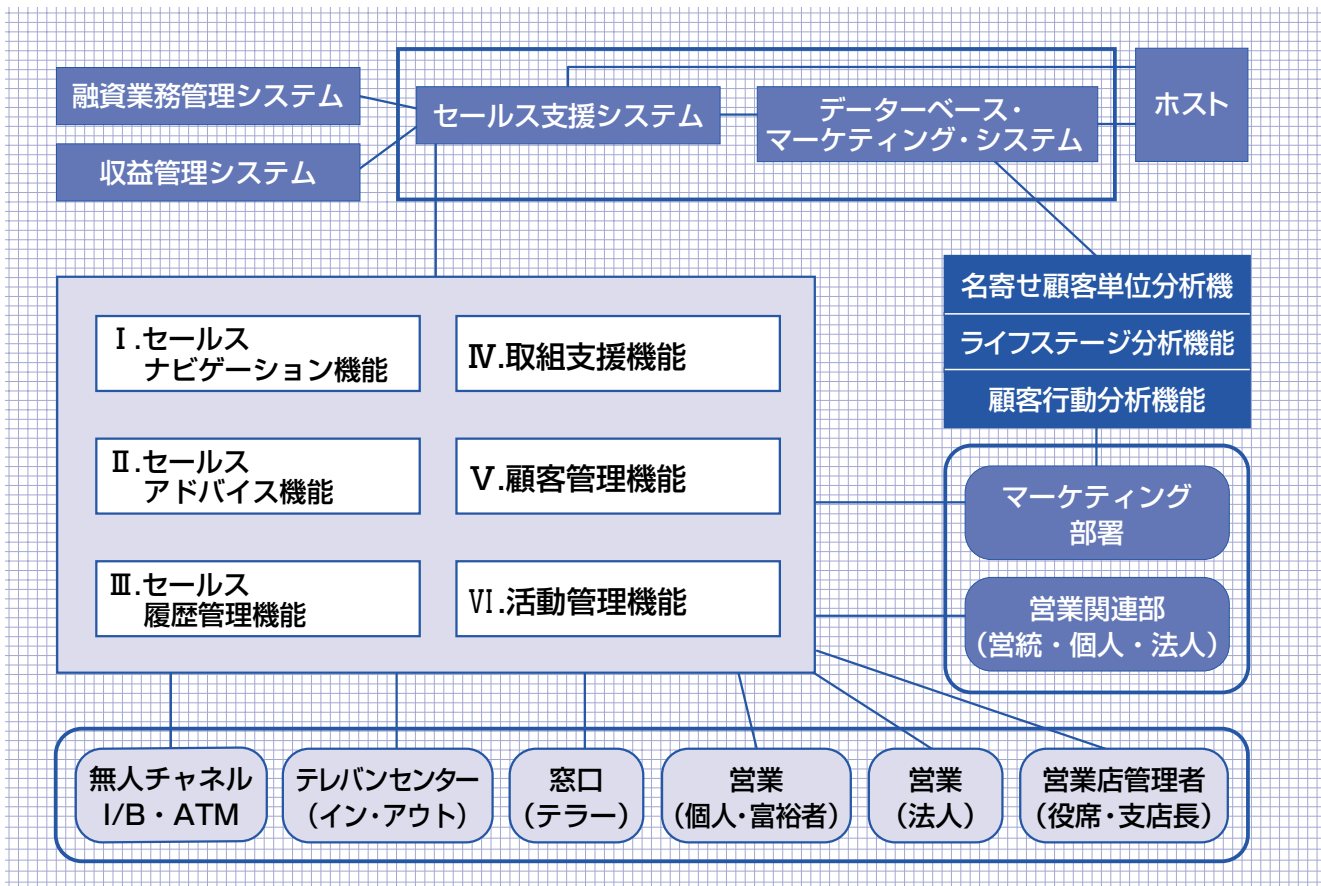 融資業務管理システム
収益管理システム
セールス支援システム
データーベース・
マーケティング・システム
ホスト
名寄せ顧客単位分析機
ライフステージ分析機能
顧客行動分析機能
Ⅰ.セールス
ナビゲーション機能
Ⅱ.セールス
アドバイス機能
Ⅲ.セールス
履歴管理機能
Ⅳ.取組支援機能
Ⅴ.顧客管理機能
Ⅵ.活動管理機能
マーケティング
部署
営業関連部
（営統・個人・法人）
無人チャネル
I/B・ATM
テレバンセンター
（イン・アウト）
窓口
（テラー）
営業
（個人・富裕者）
営業
（法人）
営業店管理者
（役席・支店長）